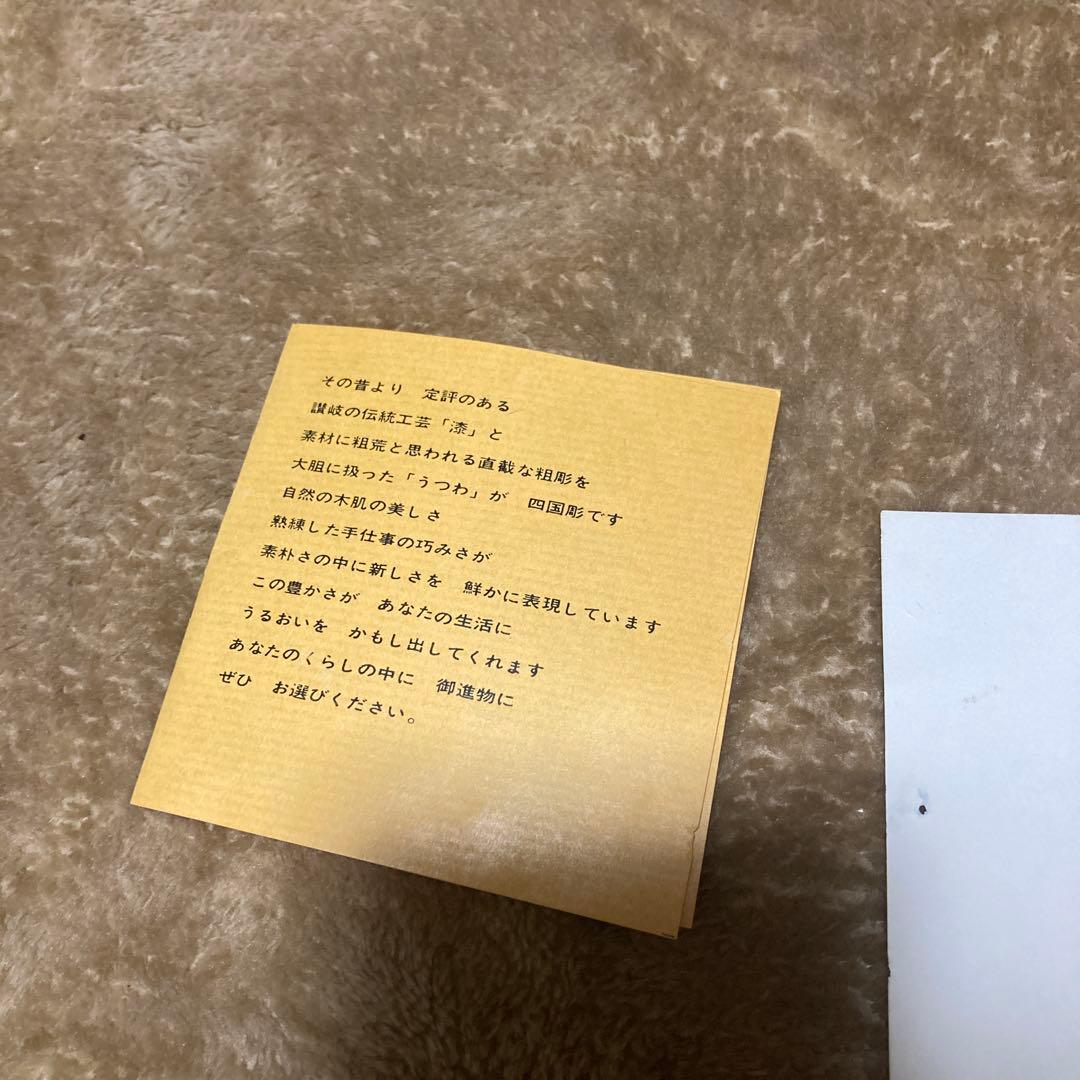 その昔より　定評のある
讃岐の伝統工芸「漆」と
素材に粗荒と思われる直截な粗彫を
大胆に扱った「うつわ」が　四国彫です
自然の木肌の美しさ
熟練した手仕事の巧みさが
素朴さの中に新しさを　鮮かに表現しています
この豊かさが　あなたの生活に
うるおいを　かもし出してくれます
あなたのくらしの中に　御進物に
ぜひ　お選びください。